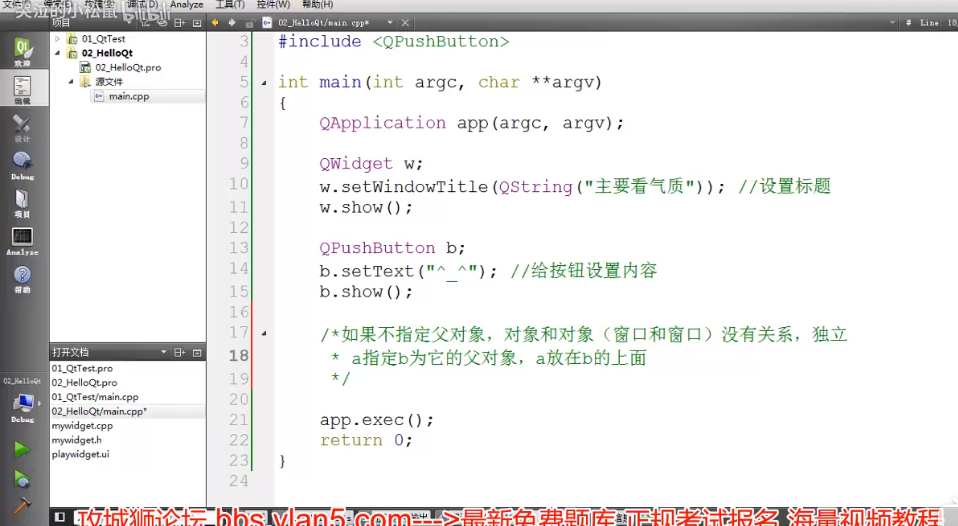 哭泣的小松鼠 bilibili
调试(D) Analyze 工具(T) 控件(W) 帮助(H)
项目
02_HelloQt/main.cpp*
# Line: 18
01_QtTest
02_HelloQt
02_HelloQt.pro
源文件
main.cpp
欢迎
编辑
设计
Debug
项目
Analyze
帮助
3 #include <QPushButton>
4
5 int main(int argc, char **argv)
6 {
7 QApplication app(argc, argv);
8
9 QWidget w;
10 w.setWindowTitle(QString("主要看气质")); //设置标题
11 w.show();
12
13 QPushButton b;
14 b.setText("^_^"); //给按钮设置内容
15 b.show();
16
17 /*如果不指定父对象，对象和对象（窗口和窗口）没有关系，独立
18 * a指定b为它的父对象，a放在b的上面
19 */
20
21 app.exec();
22 return 0;
23 }
24
打开文档
01_QtTest.pro
02_HelloQt.pro
01_QtTest/main.cpp
02_HelloQt/main.cpp*
mywidget.cpp
mywidget.h
playwidget.ui
02_HelloQt
Debug
攻城狮论坛 bbs.vlan5.com--->最新免费题库 正规考试报名 海量视频教程